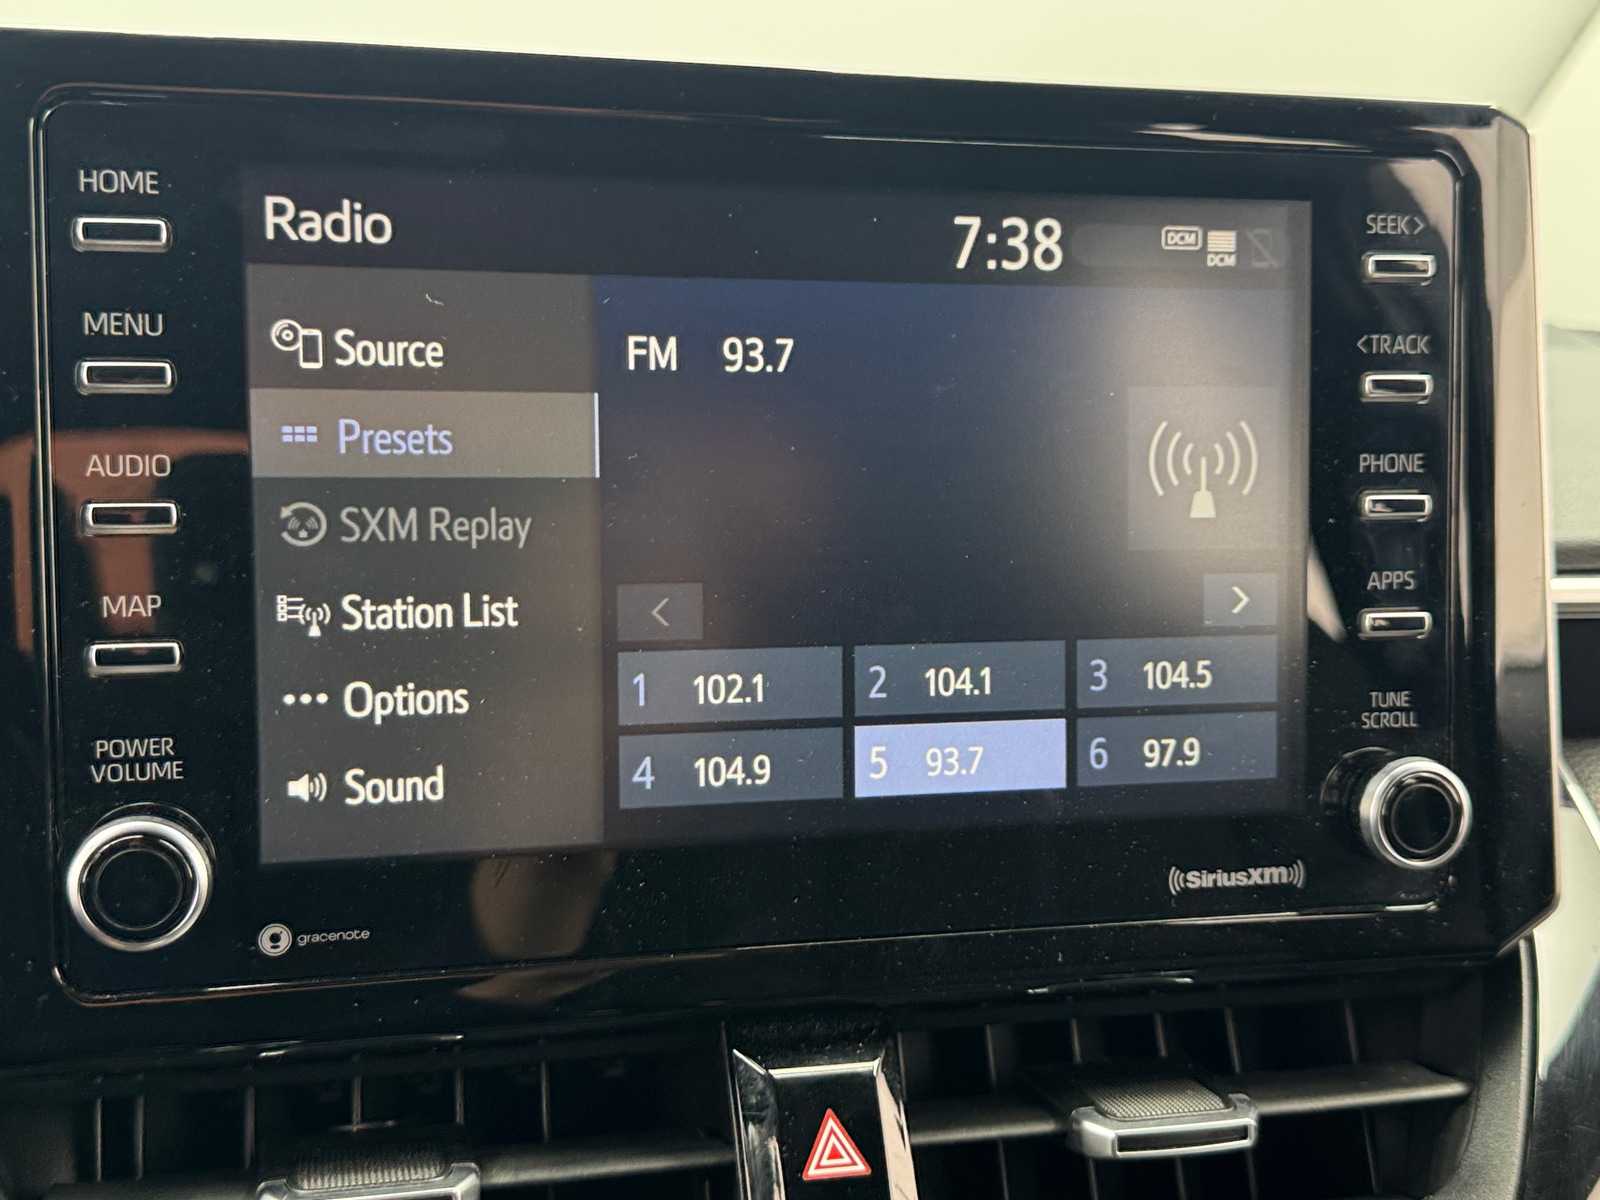 HOME
MENU
AUDIO
MAP
POWER
VOLUME
Radio
7:38
DCM
DCM
Source
Presets
SXM Replay
Station List
Options
Sound
FM 93.7
<
>
1 102.1
2 104.1
3 104.5
4 104.9
5 93.7
6 97.9
SEEK>
<TRACK
PHONE
APPS
TUNE
SCROLL
gracenote
((SiriusXM))